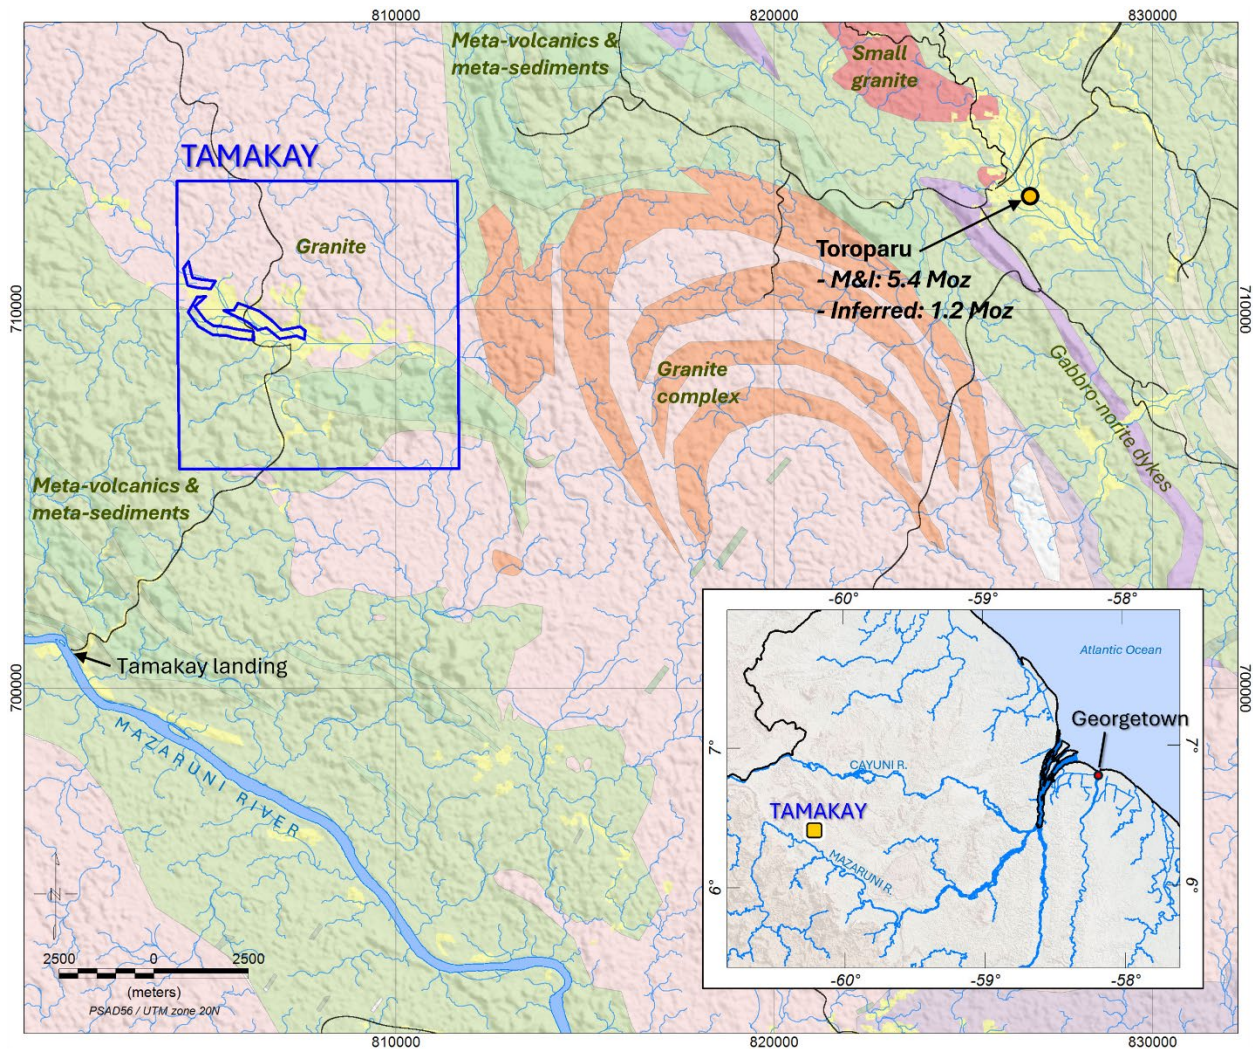 810000
820000
830000
Meta-volcanics &
meta-sediments
Small
granite
TAMAKAY
Granite
Toroparu
- M&I: 5.4 Moz
- Inferred: 1.2 Moz
710000
710000
Granite
complex
Gabbro-norite dykes
Meta-volcanics &
meta-sediments
Tamakay landing
700000
700000
MAZARUNI RIVER
-60°
-59°
-58°
Atlantic Ocean
Georgetown
7°
7°
CAYUNI R.
TAMAKAY
MAZARUNI R.
6°
6°
-60°
-59°
-58°
N
2500
0
2500
(meters)
PSAD56 / UTM zone 20N
810000
820000
830000